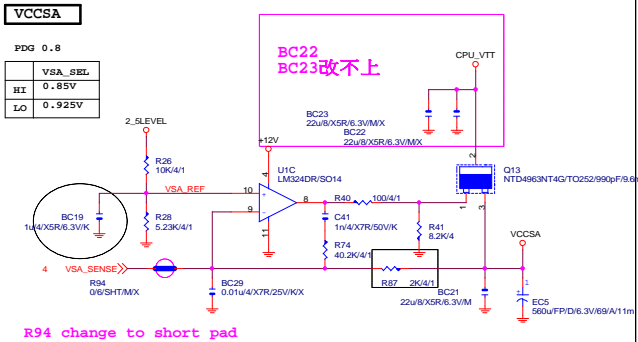 VCCSA
PDG 0.8
VSA_SEL
HI 0.85V
LO 0.925V
BC22
BC23改不上
CPU_VTT
BC23
22u/8/X5R/6.3V/M/X
BC22
22u/8/X5R/6.3V/M/X
2_5LEVEL
+12V
R26
10K/4/1
VSA_REF
U1C
LM324DR/SO14
4
10
9
8
11
+
-
R40
100/4/1
2
1
3
Q13
NTD4963NT4G/TO252/990pF/9.6m
BC19
1u/4/X5R/6.3V/K
R28
5.23K/4/1
C41
1n/4/X7R/50V/K
R41
8.2K/4
R74
40.2K/4/1
VCCSA
4 VSA_SENSE
R94
0/6/SHT/M/X
BC29
0.01u/4/X7R/25V/K/X
R87 2K/4/1
BC21
22u/8/X5R/6.3V/M
1
+
EC5
560u/FP/D/6.3V/69/A/11m
R94 change to short pad